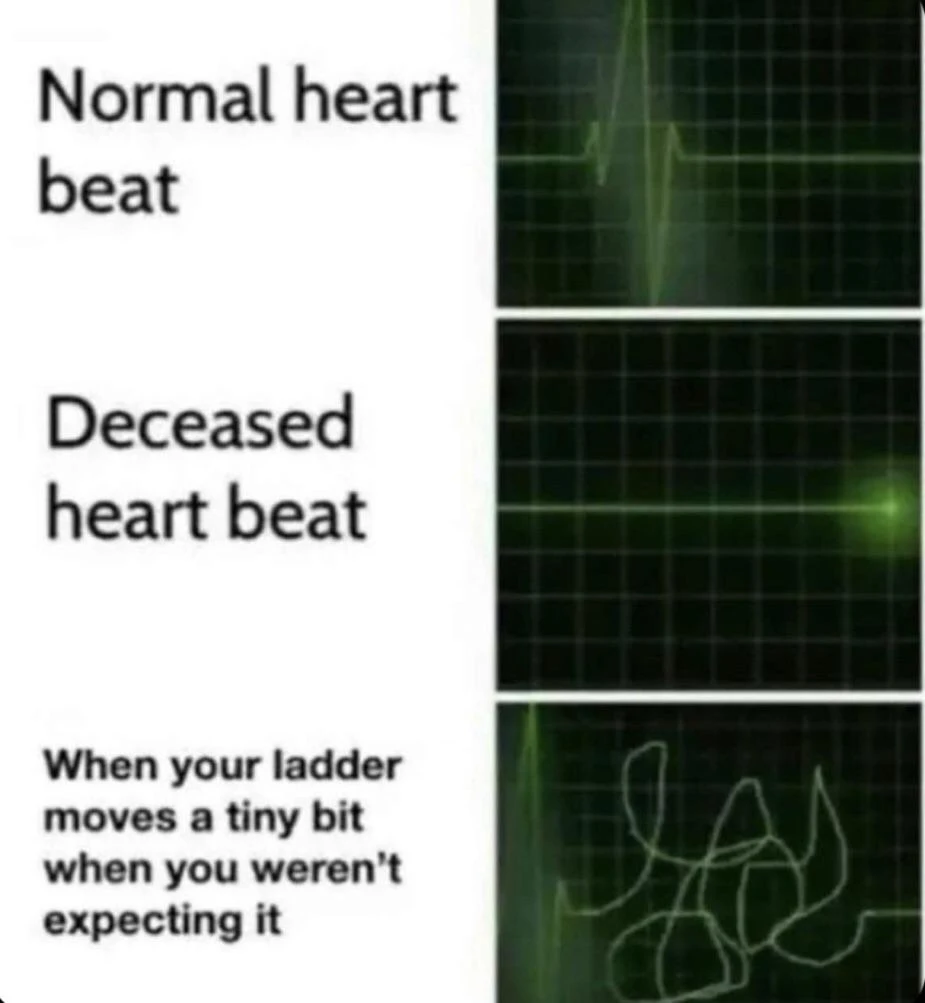 Normal heart
beat
Deceased
heart beat
When your ladder
moves a tiny bit
when you weren't
expecting it